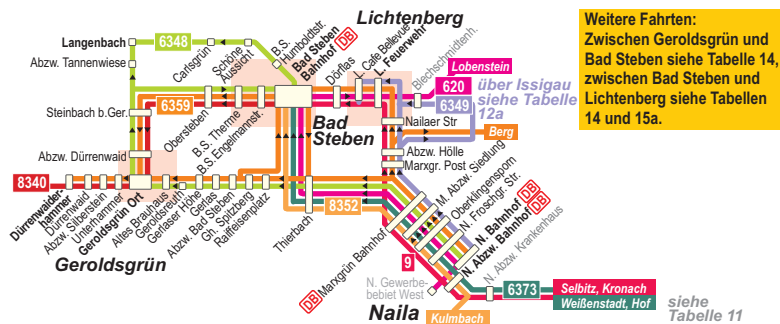 Lichtenberg
Weitere Fahrten:
Zwischen Geroldsgrün und
Bad Steben siehe Tabelle 14,
zwischen Bad Steben und
Lichtenberg siehe Tabellen
14 und 15a.
Langenbach
6348
Abzw. Tannenwiese
Carlsgrün
Schöne
Aussicht
B.S.
Humboldtstr.
Bad Steben
Bahnhof DB
Döflas
L. Cafe Bellevue
L. Feuerwehr
Blechschmidtenh.
Lobenstein
620
6349
über Issigau
siehe Tabelle
12a
Steinbach b.Ger.
6359
Obersteben
B.S. Therme
B.S. Engelmannstr.
Bad
Steben
Nailaer Str
Berg
Abzw. Hölle
Marxgr. Post
Abzw. Dürrenwaid
8340
Dürrenwaider-
hammer
Dürrenwaid
Abzw. Silberstein
Unterhammer
Geroldsgrün Ort
Altes Brauhaus
Geroldsreuth
Gerlaser Höhe
Gerlas
Abzw. Bad Steben
Gh. Spitzberg
Raiffeisenplatz
Thierbach
8352
Geroldsgrün
DB Marxgrün Bahnhof
M. Abzw. Siedlung
Oberklingensporn
N. Froschgr. Str.
N. Bahnhof DB
N. Abzw. Bahnhof DB
N. Abzw. Krankenhaus
9
N. Gewerbe-
bebiet West
Naila
Kulmbach
6373
Selbitz, Kronach
Weißenstadt, Hof
siehe
Tabelle 11